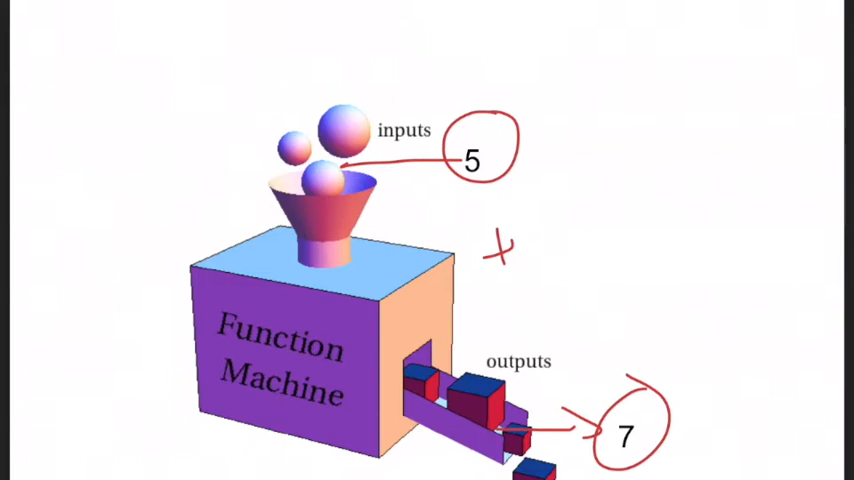 inputs
5
+
Function
Machine
outputs
7